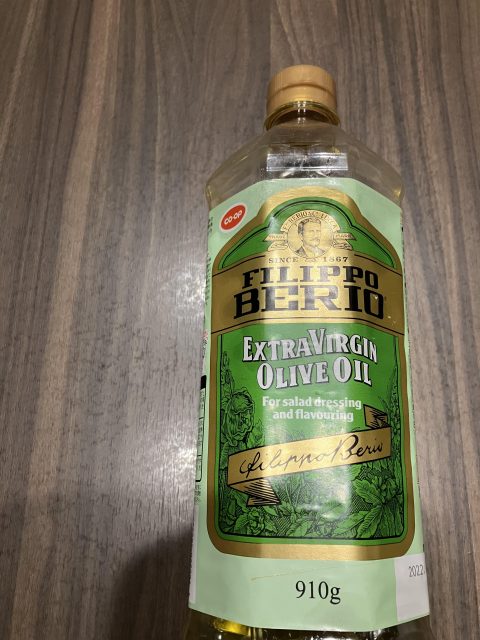 CO·OP
SINCE 1867
FILIPPO
BERIO
EXTRA VIRGIN
OLIVE OIL
For salad dressing
and flavouring
Filippo Berio
910g
2022